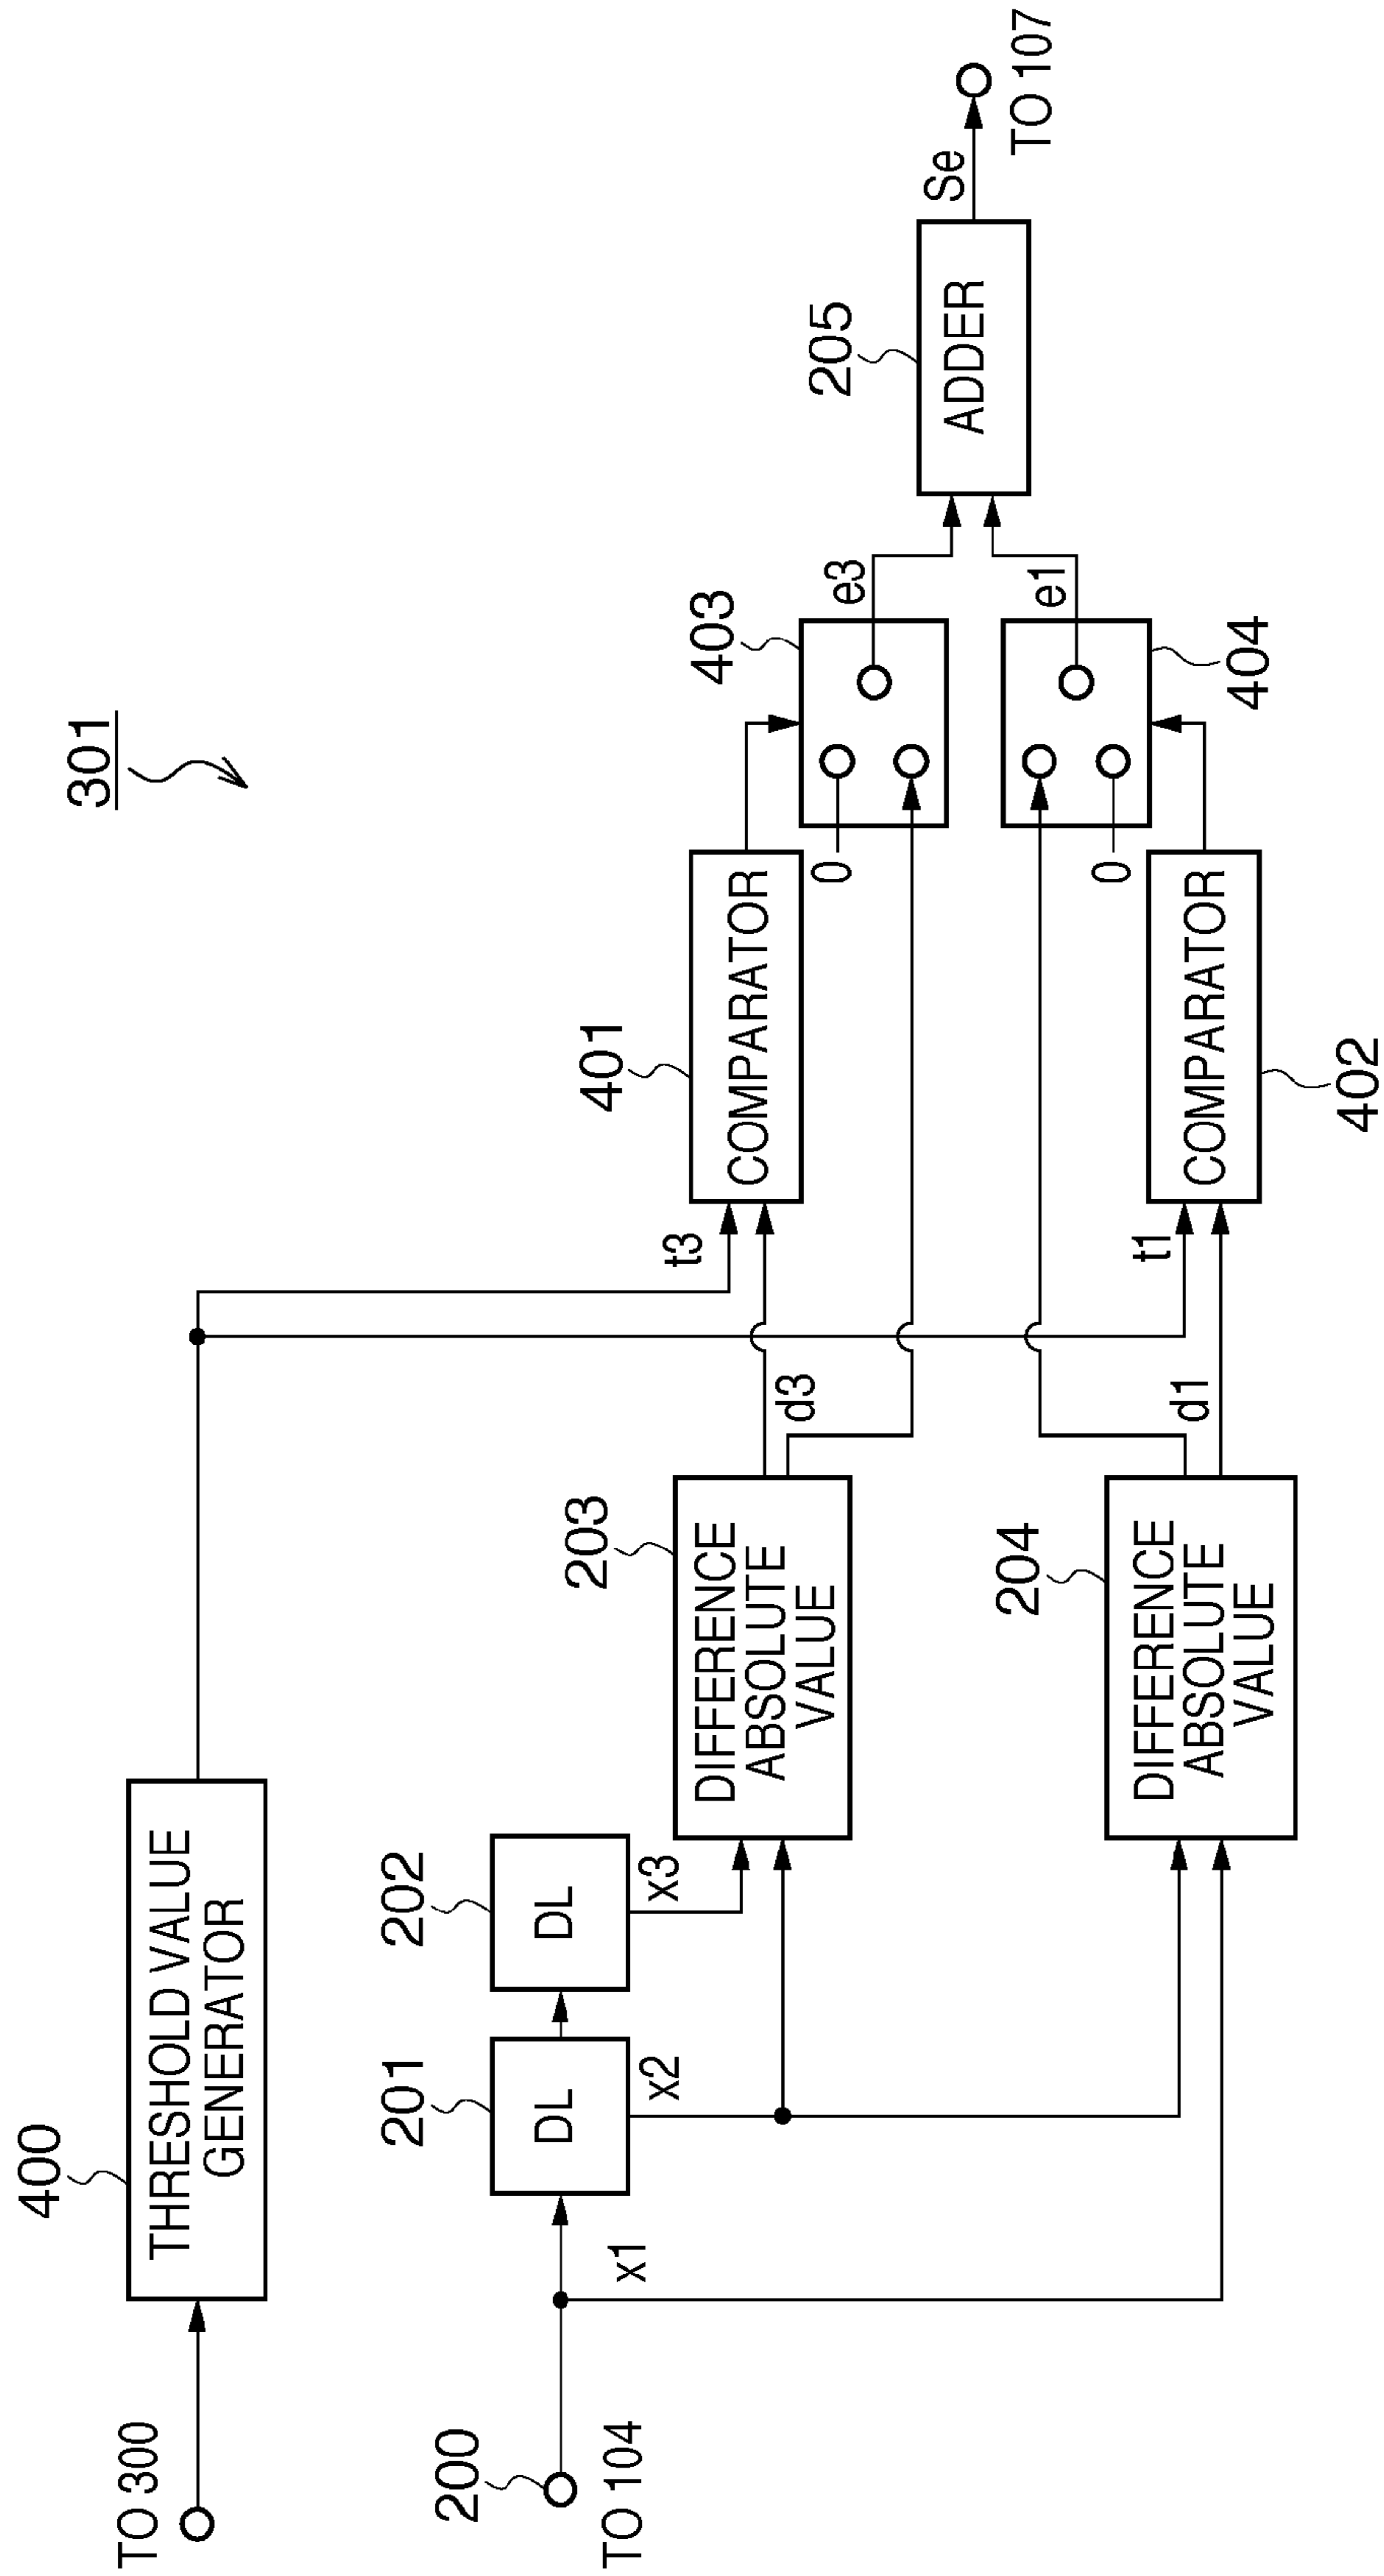 301
400
THRESHOLD VALUE
GENERATOR
TO 300
200
TO 104
x1
201
DL
x2
202
DL
x3
203
DIFFERENCE
ABSOLUTE
VALUE
d3
204
DIFFERENCE
ABSOLUTE
VALUE
d1
t3
401
COMPARATOR
t1
COMPARATOR
402
0
403
e3
0
404
e1
205
ADDER
Se
TO 107